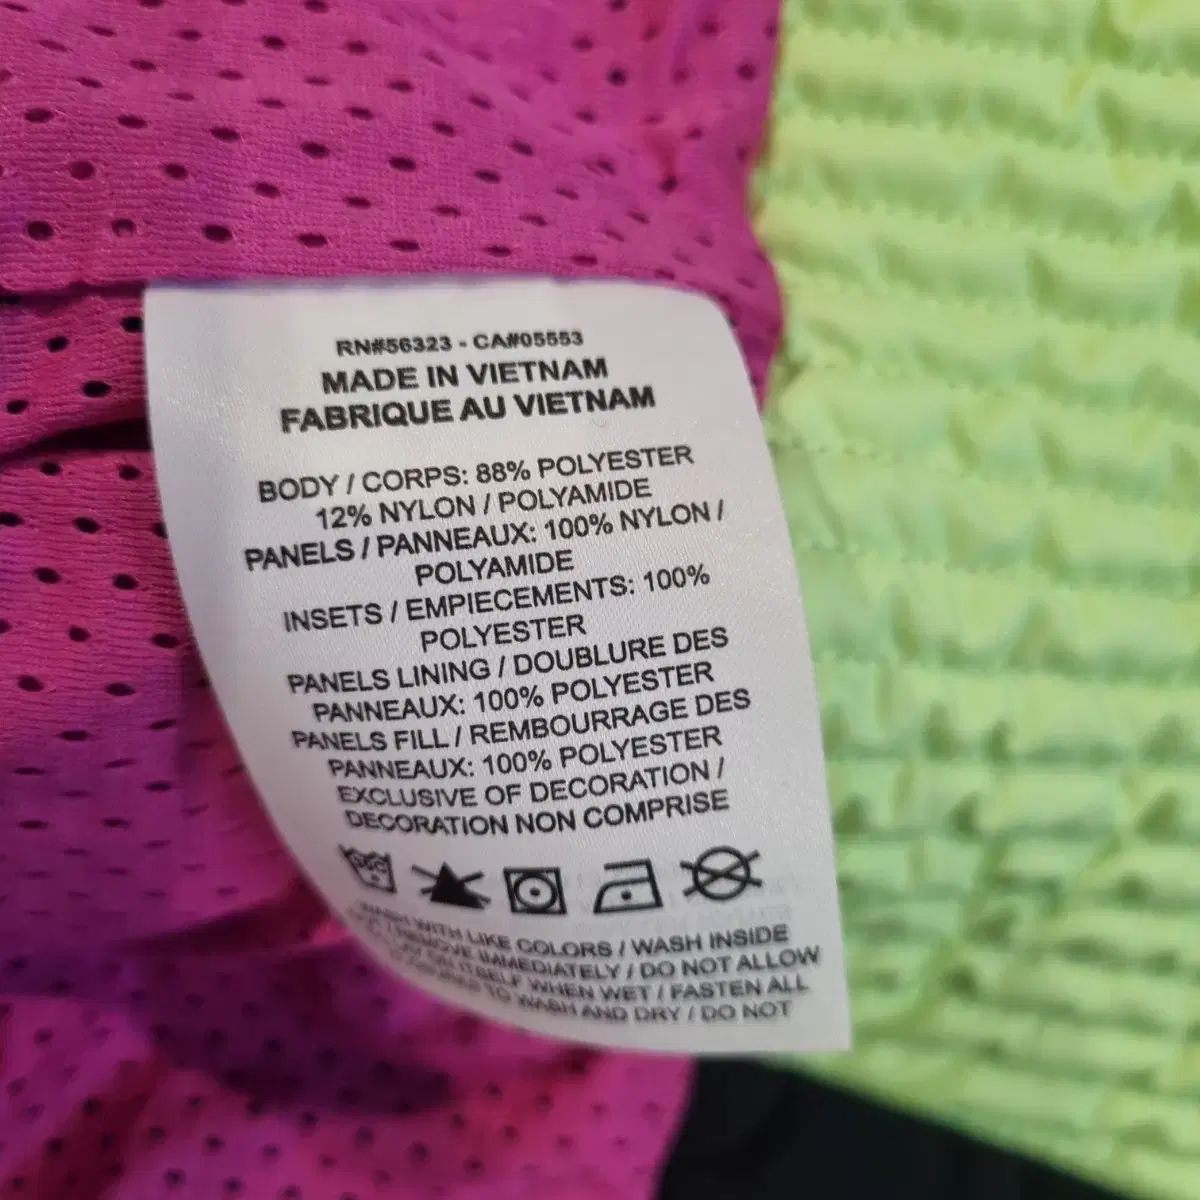 RN#56323 - CA#05553
MADE IN VIETNAM
FABRIQUE AU VIETNAM
BODY / CORPS: 88% POLYESTER
12% NYLON / POLYAMIDE
PANELS / PANNEAUX: 100% NYLON /
POLYAMIDE
INSETS / EMPIECEMENTS: 100%
POLYESTER
PANELS LINING / DOUBLURE DES
PANNEAUX: 100% POLYESTER
PANELS FILL / REMBOURRAGE DES
PANNEAUX: 100% POLYESTER
EXCLUSIVE OF DECORATION /
DECORATION NON COMPRISE
WASH WITH LIKE COLORS / WASH INSIDE
/ REMOVE IMMEDIATELY / DO NOT ALLOW
ON ITSELF WHEN WET / FASTEN ALL
TO WASH AND DRY / DO NOT